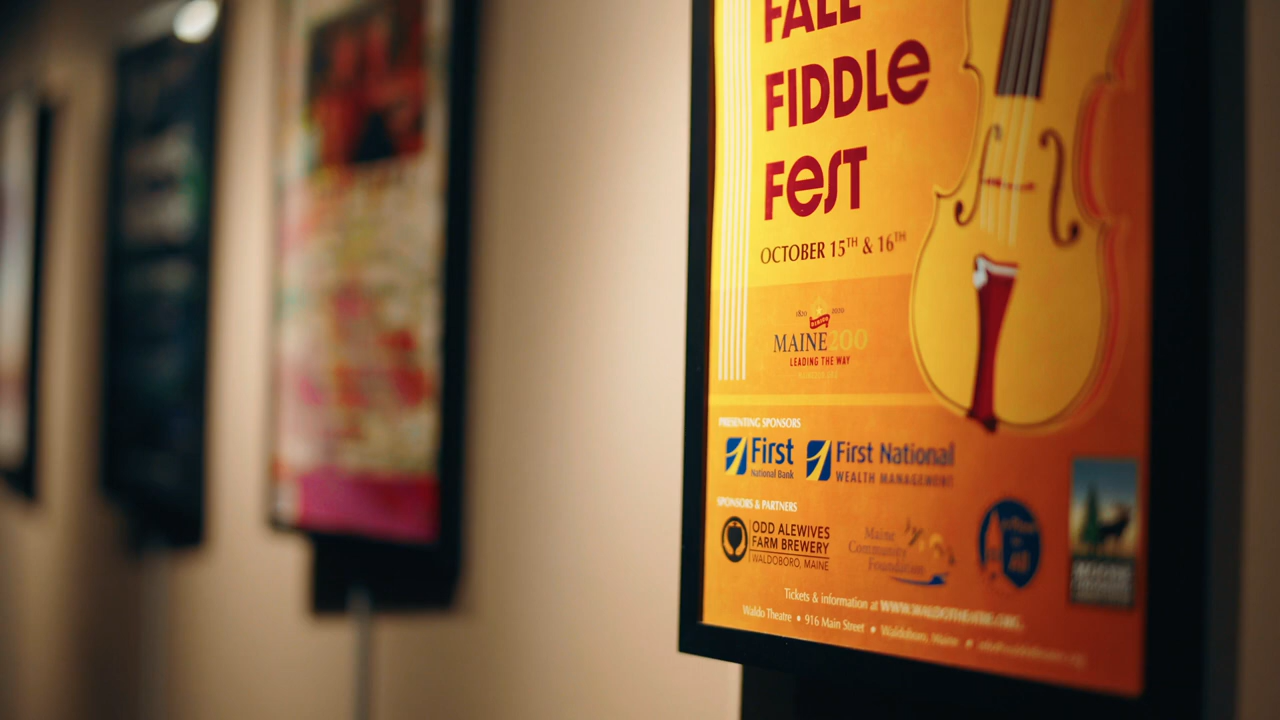 FALL
FIDDLE
FEST
OCTOBER 15TH & 16TH
1820 2020
MAINE200
LEADING THE WAY
PRESENTING SPONSORS
First
National Bank
First National
WEALTH MANAGEMENT
SPONSORS & PARTNERS
ODD ALEWIVES
FARM BREWERY
WALDOBORO, MAINE
Maine
Community
Foundation
Tickets & information at WWW.WALDOTHEATRE.ORG
Waldo Theatre • 916 Main Street • Waldoboro, Maine •